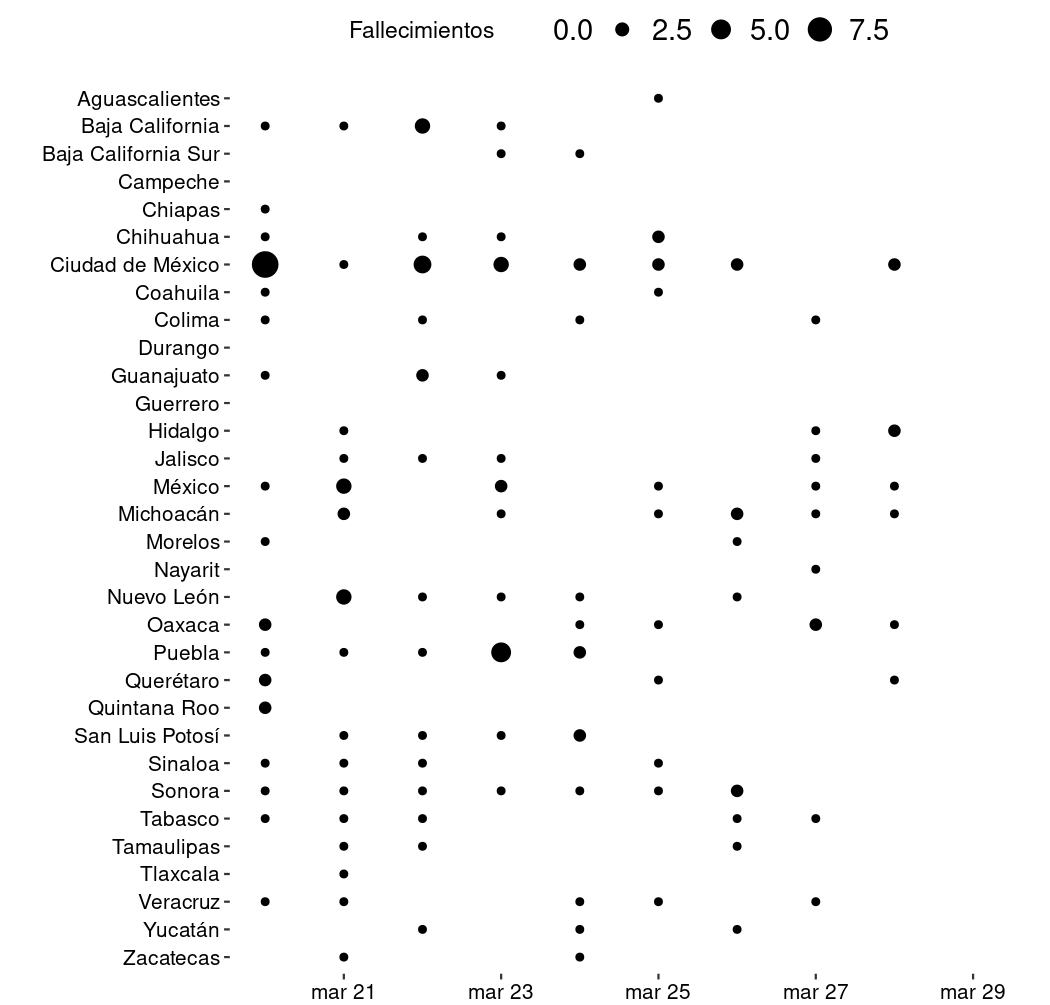 Fallecimientos 0.0 2.5 5.0 7.5
Aguascalientes
Baja California
Baja California Sur
Campeche
Chiapas
Chihuahua
Ciudad de México
Coahuila
Colima
Durango
Guanajuato
Guerrero
Hidalgo
Jalisco
México
Michoacán
Morelos
Nayarit
Nuevo León
Oaxaca
Puebla
Querétaro
Quintana Roo
San Luis Potosí
Sinaloa
Sonora
Tabasco
Tamaulipas
Tlaxcala
Veracruz
Yucatán
Zacatecas
mar 21 mar 23 mar 25 mar 27 mar 29